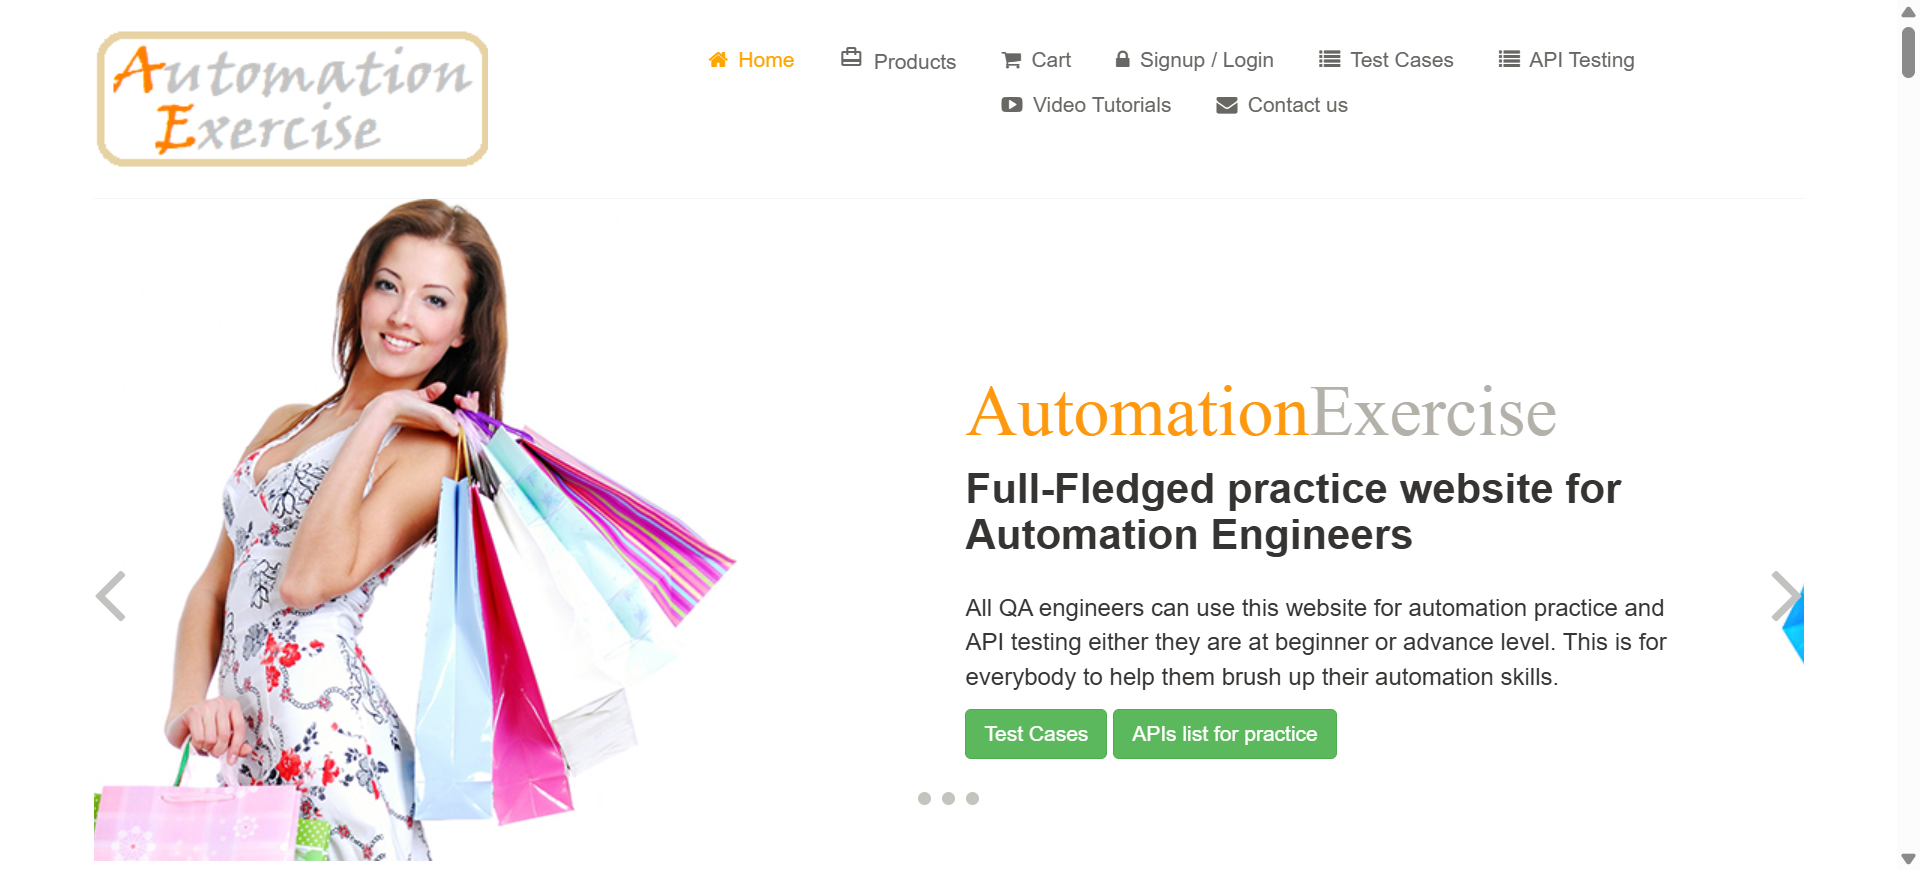 Automation
Exercise
Home
Products
Cart
Signup / Login
Test Cases
API Testing
Video Tutorials
Contact us
AutomationExercise
Full-Fledged practice website for
Automation Engineers
All QA engineers can use this website for automation practice and
API testing either they are at beginner or advance level. This is for
everybody to help them brush up their automation skills.
Test Cases
APIs list for practice